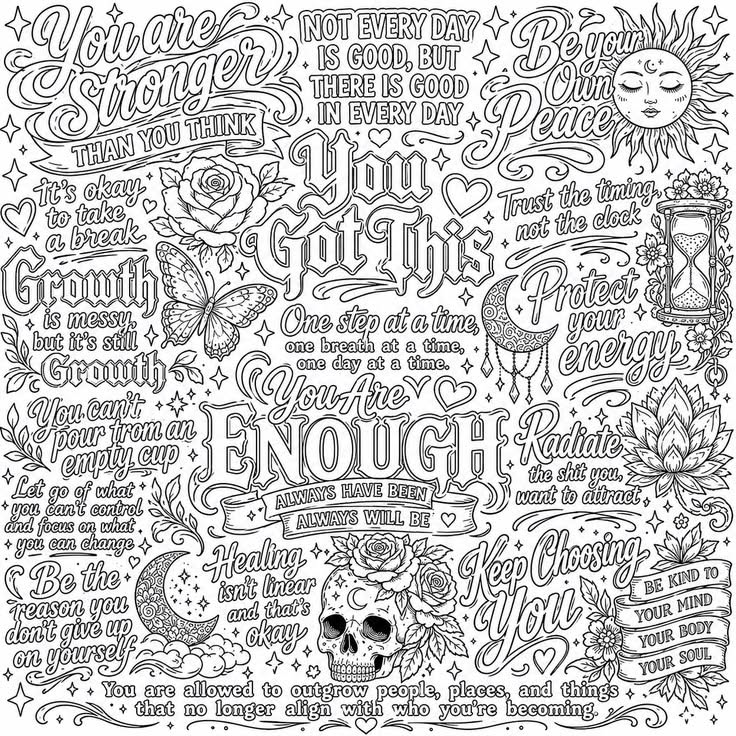 You are
Stronger
THAN YOU THINK
NOT EVERY DAY
IS GOOD, BUT
THERE IS GOOD
IN EVERY DAY
Be your
Own
Peace
It's okay
to take
a break
You
Got This
Trust the timing,
not the clock
Growth
is messy,
but it's still
Growth
One step at a time,
one breath at a time,
one day at a time.
Protect
your
energy
You can't
pour from an
empty cup
You Are
ENOUGH
ALWAYS HAVE BEEN
ALWAYS WILL BE
Radiate
the shit you,
want to attract
Let go of what
you can't control
and focus on what
you can change
Be the
reason you
don't give up
on yourself
Healing
isn't linear
and that's
okay
Keep Choosing
You
BE KIND TO
YOUR MIND
YOUR BODY
YOUR SOUL
You are allowed to outgrow people, places, and things
that no longer align with who you're becoming.